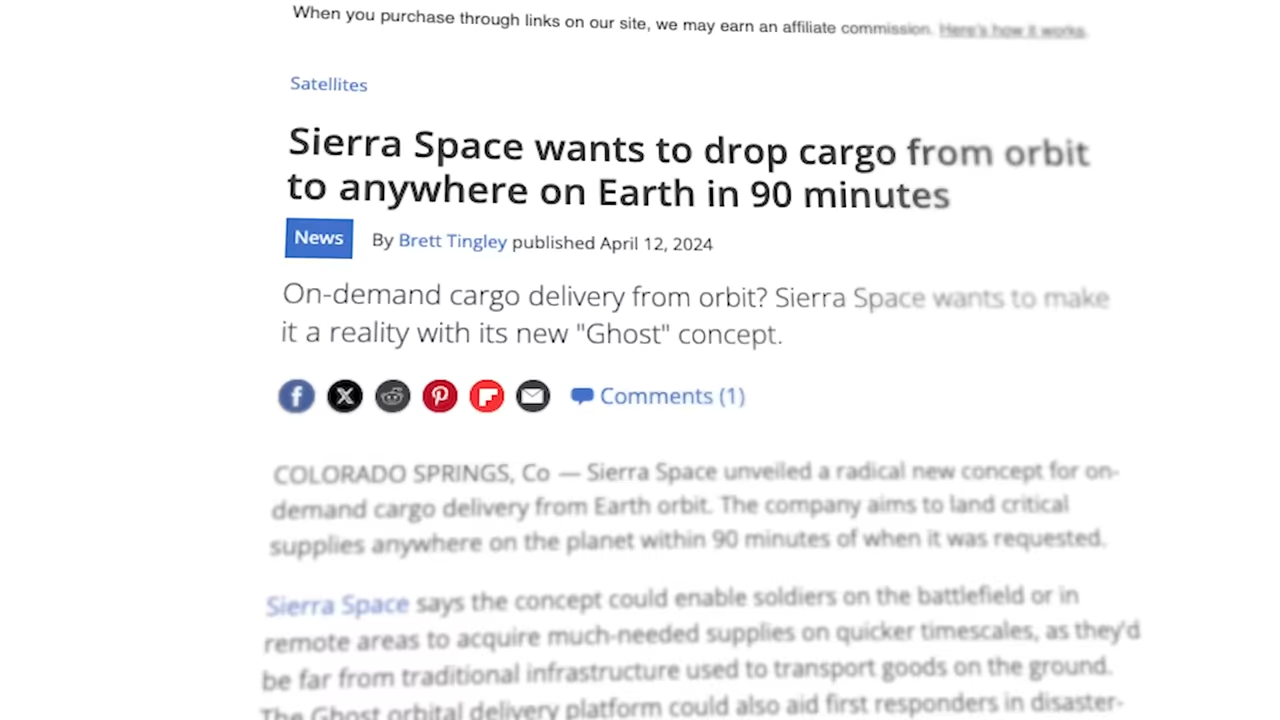 When you purchase through links on our site, we may earn an affiliate commission. Here's how it works.
Satellites
Sierra Space wants to drop cargo from orbit
to anywhere on Earth in 90 minutes
News By Brett Tingley published April 12, 2024
On-demand cargo delivery from orbit? Sierra Space wants to make
it a reality with its new "Ghost" concept.
Comments (1)
COLORADO SPRINGS, Co — Sierra Space unveiled a radical new concept for on-
demand cargo delivery from Earth orbit. The company aims to land critical
supplies anywhere on the planet within 90 minutes of when it was requested.
Sierra Space says the concept could enable soldiers on the battlefield or in
remote areas to acquire much-needed supplies on quicker timescales, as they'd
be far from traditional infrastructure used to transport goods on the ground.
The Ghost orbital delivery platform could also aid first responders in disaster-